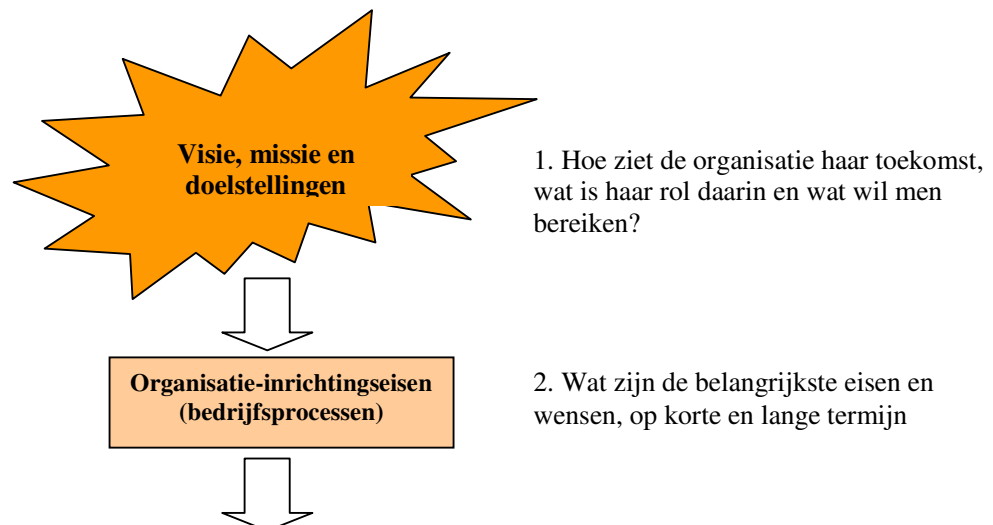 Visie, missie en
doelstellingen
1. Hoe ziet de organisatie haar toekomst,
wat is haar rol daarin en wat wil men
bereiken?
Organisatie-inrichtingseisen
(bedrijfsprocessen)
2. Wat zijn de belangrijkste eisen en
wensen, op korte en lange termijn